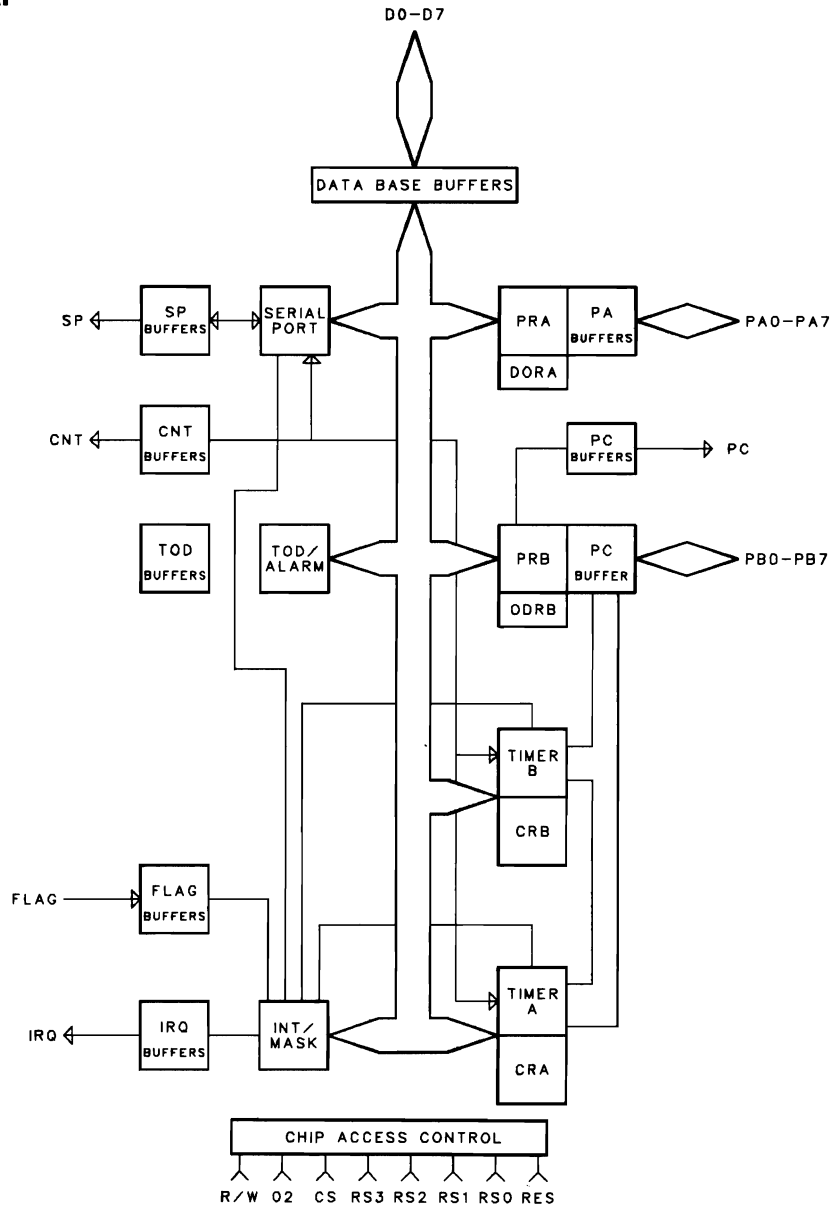 D0-D7
DATA BASE BUFFERS
SP
SP
BUFFERS
SERIAL
PORT
PRA
PA
BUFFERS
PA0-PA7
DORA
CNT
CNT
BUFFERS
PC
BUFFERS
PC
TOD
BUFFERS
TOD/
ALARM
PRB
PC
BUFFER
PB0-PB7
ODRB
TIMER
B
CRB
FLAG
FLAG
BUFFERS
TIMER
A
IRQ
IRQ
BUFFERS
INT/
MASK
CRA
CHIP ACCESS CONTROL
R/W O2 CS RS3 RS2 RS1 RS0 RES